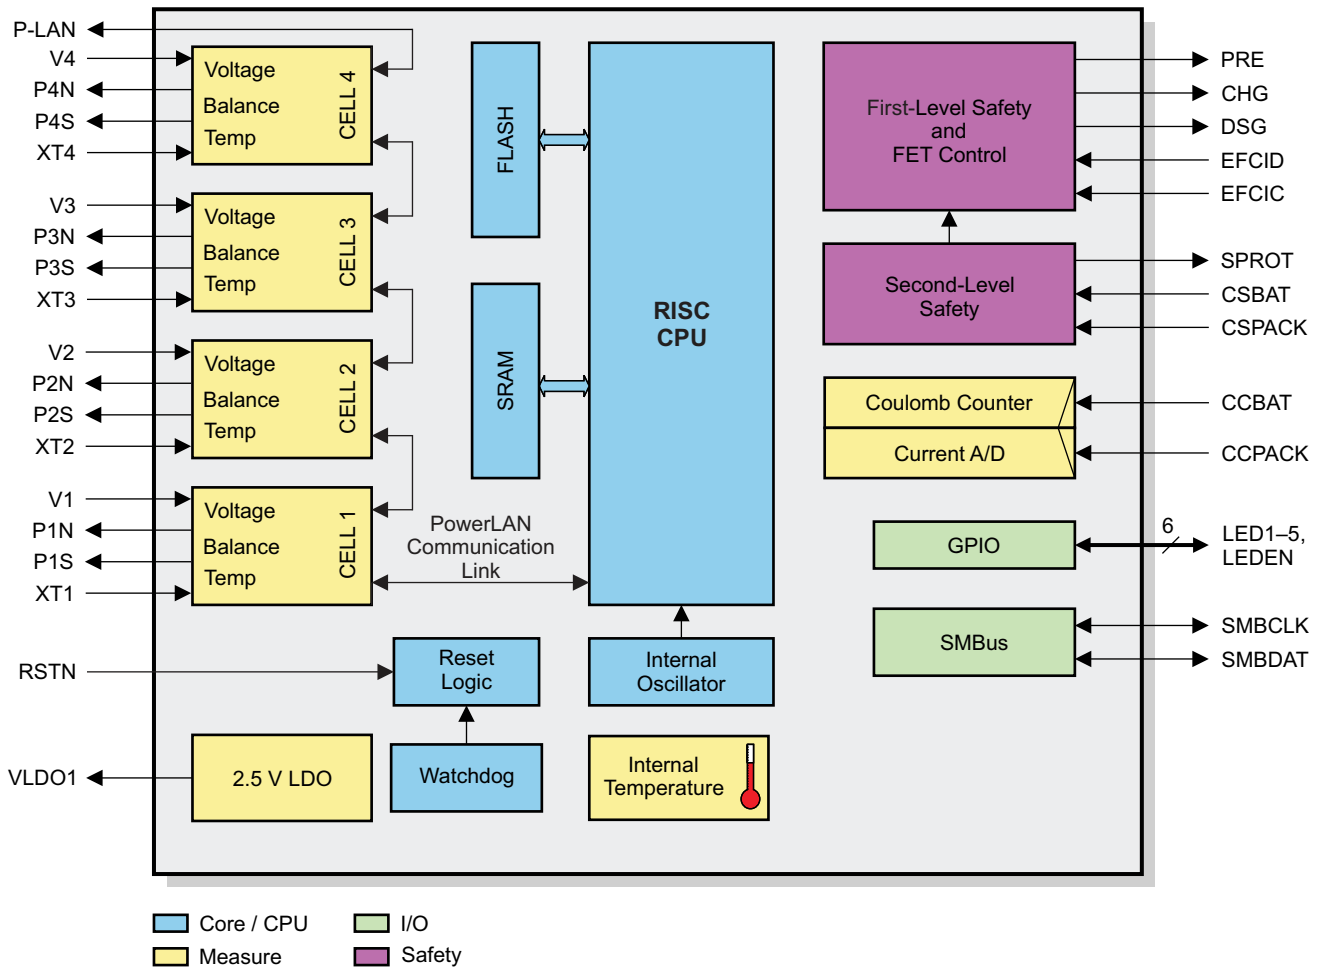 P-LAN
V4
P4N
P4S
XT4
V3
P3N
P3S
XT3
V2
P2N
P2S
XT2
V1
P1N
P1S
XT1
RSTN
VLDO1
Voltage
Balance
Temp
CELL 4
Voltage
Balance
Temp
CELL 3
Voltage
Balance
Temp
CELL 2
Voltage
Balance
Temp
CELL 1
FLASH
SRAM
RISC
CPU
PowerLAN
Communication
Link
Reset
Logic
Internal
Oscillator
2.5 V LDO
Watchdog
Internal
Temperature
First-Level Safety
and
FET Control
Second-Level
Safety
Coulomb Counter
Current A/D
GPIO
SMBus
PRE
CHG
DSG
EFCID
EFCIC
SPROT
CSBAT
CSPACK
CCBAT
CCPACK
6
LED1–5,
LEDEN
SMBCLK
SMBDAT
Core / CPU
I/O
Measure
Safety